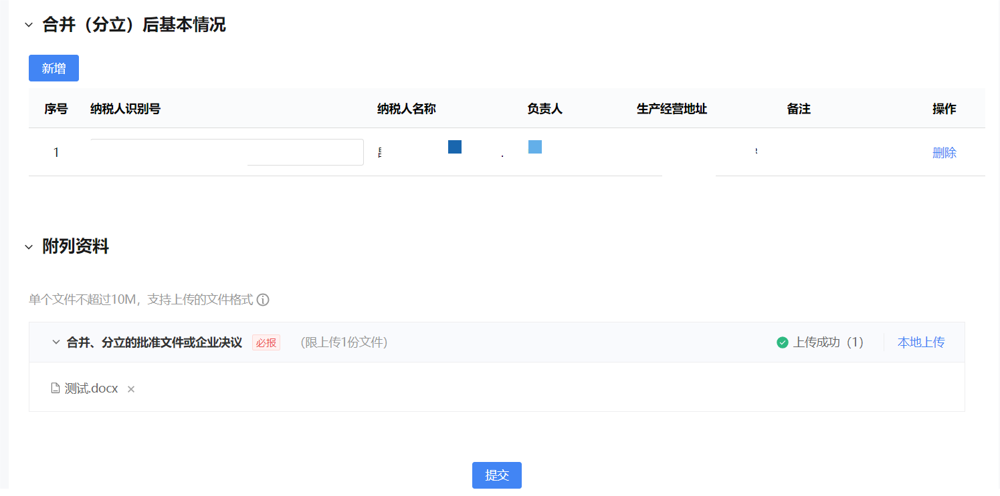 合并（分立）后基本情况
新增
序号 纳税人识别号 纳税人名称 负责人 生产经营地址 备注 操作
1 删除
附列资料
单个文件不超过10M，支持上传的文件格式
合并、分立的批准文件或企业决议 必报 (限上传1份文件) 上传成功（1） 本地上传
测试.docx
提交